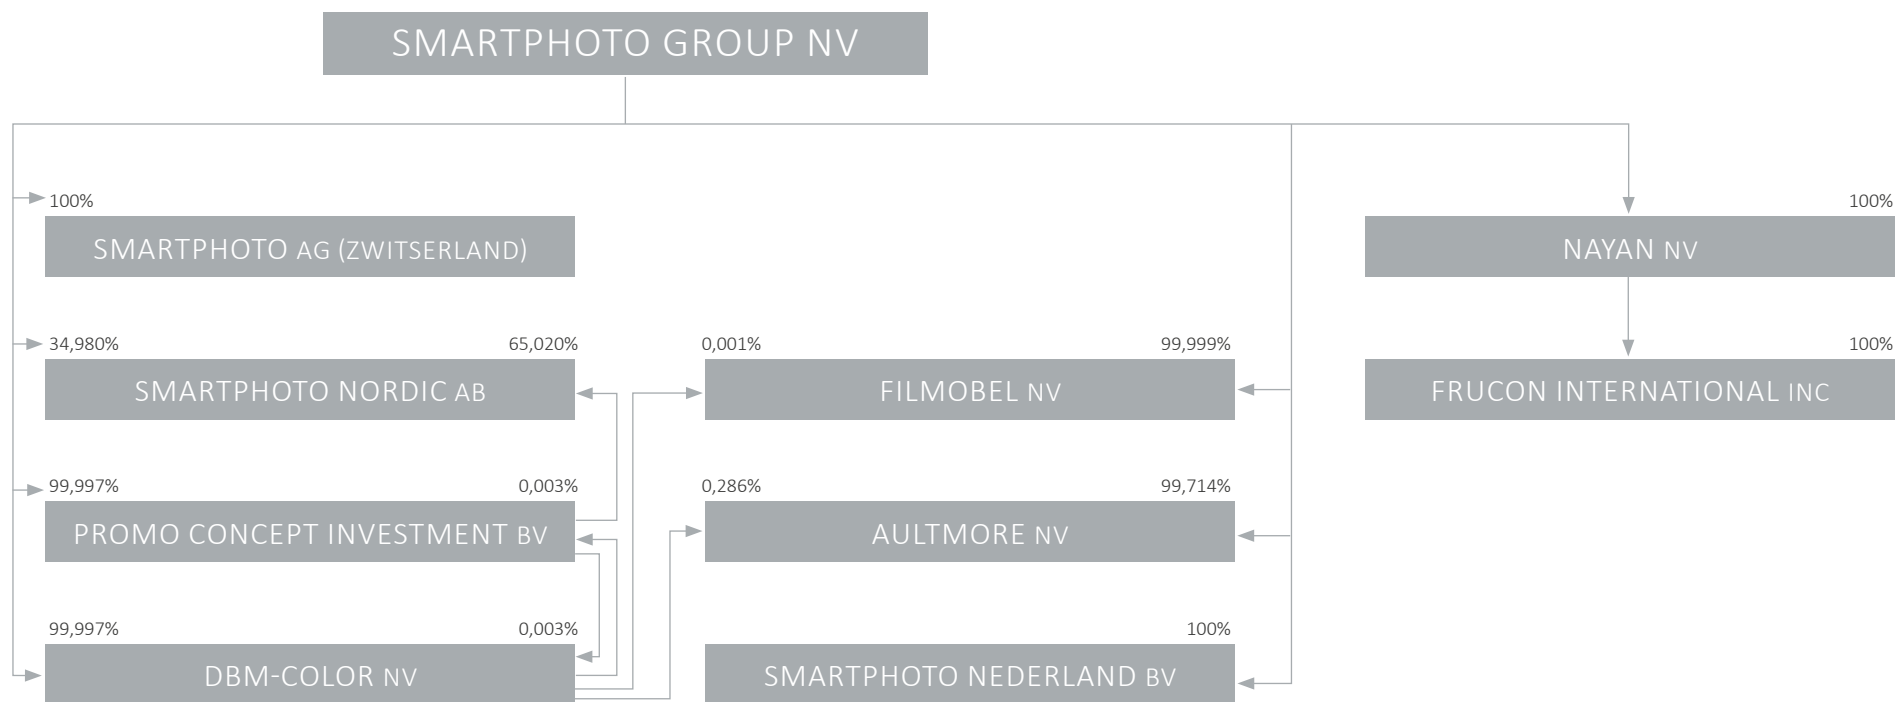 SMARTPHOTO GROUP NV
100%
SMARTPHOTO AG (ZWITSERLAND)
100%
NAYAN NV
34,980% 65,020%
SMARTPHOTO NORDIC AB
0,001% 99,999%
FILMOBEL NV
100%
FRUCON INTERNATIONAL INC
99,997% 0,003%
PROMO CONCEPT INVESTMENT BV
0,286% 99,714%
AULTMORE NV
99,997% 0,003%
DBM-COLOR NV
100%
SMARTPHOTO NEDERLAND BV